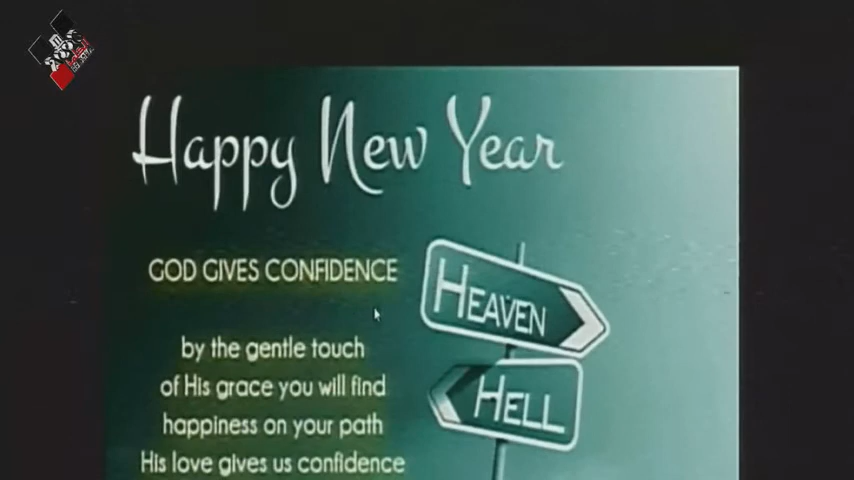 Happy New Year
GOD GIVES CONFIDENCE
HEAVEN
by the gentle touch
of His grace you will find
HELL
happiness on your path
His love gives us confidence